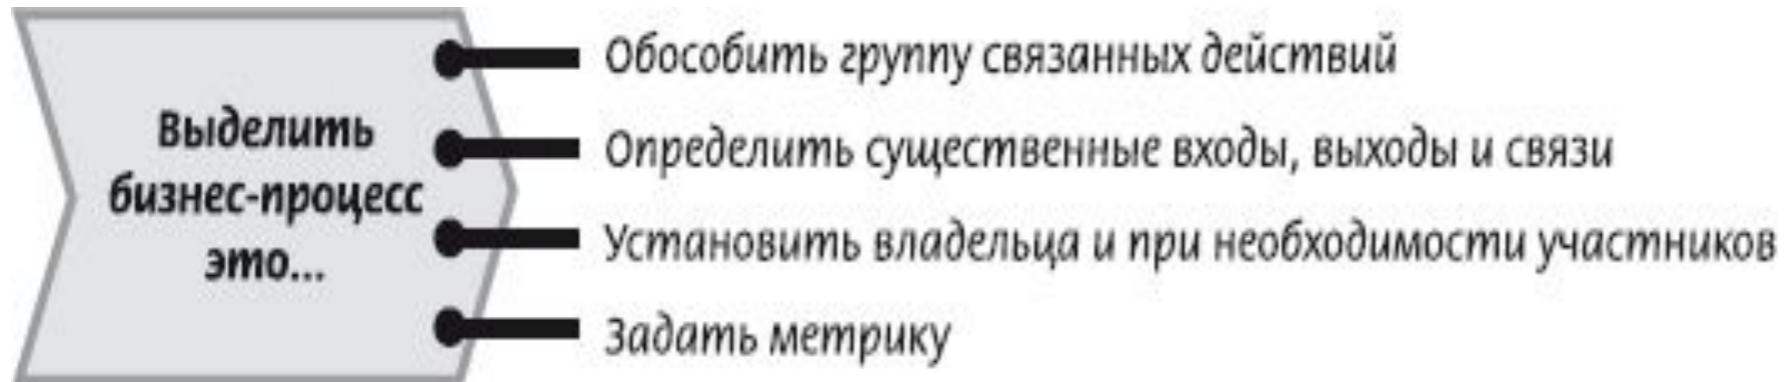 Выделить
бизнес-процесс
это...
Обособить группу связанных действий
Определить существенные входы, выходы и связи
Установить владельца и при необходимости участников
Задать метрику